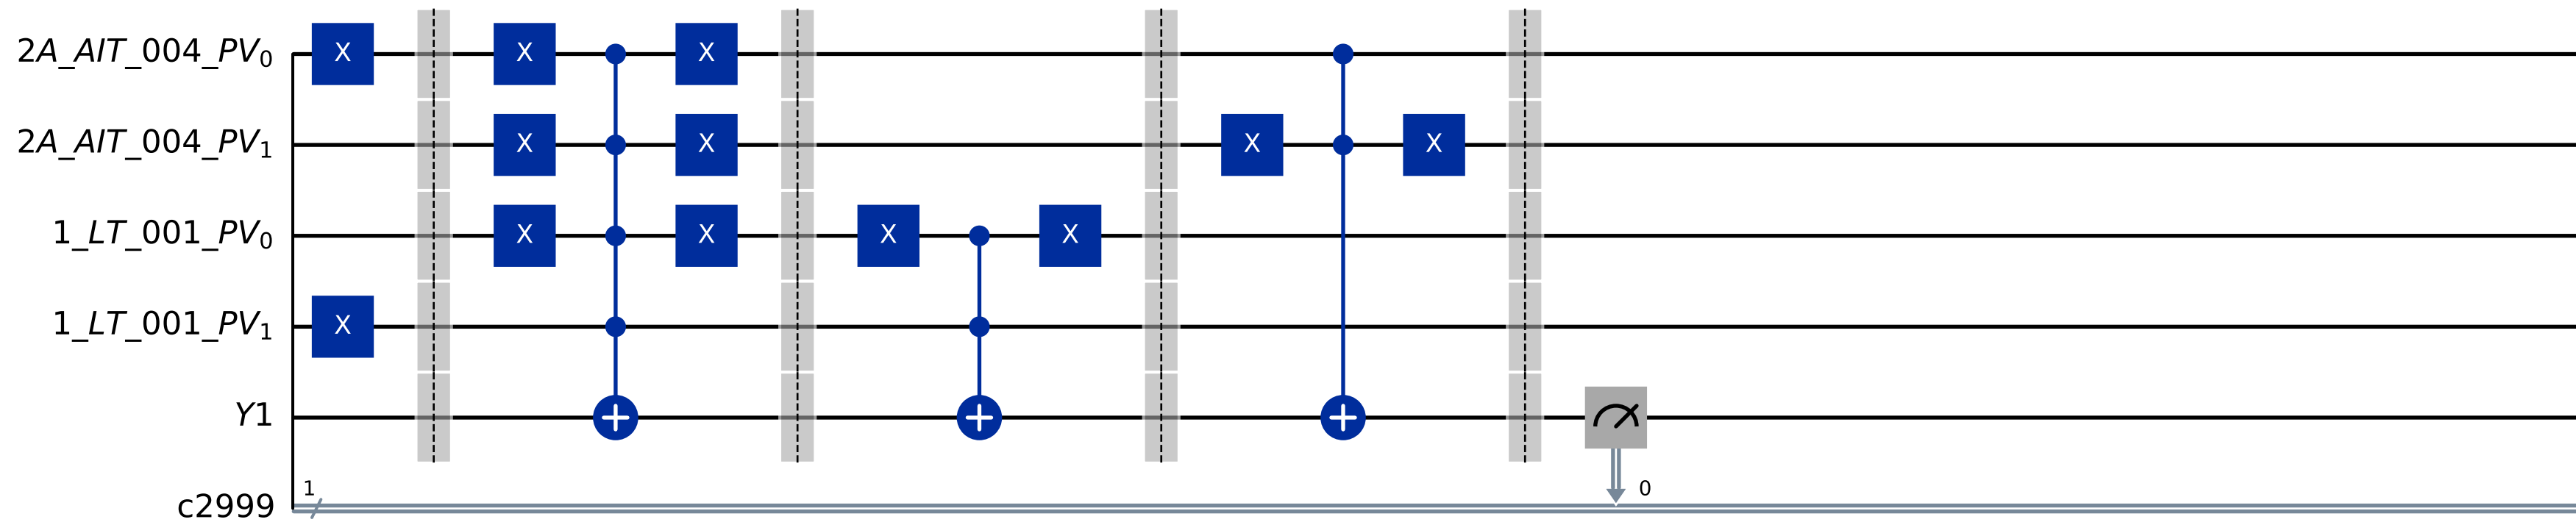 2A_AIT_004_PV₀ X X X
2A_AIT_004_PV₁ X X X X
1_LT_001_PV₀ X X X X
1_LT_001_PV₁ X
Y1
c2999 1 0